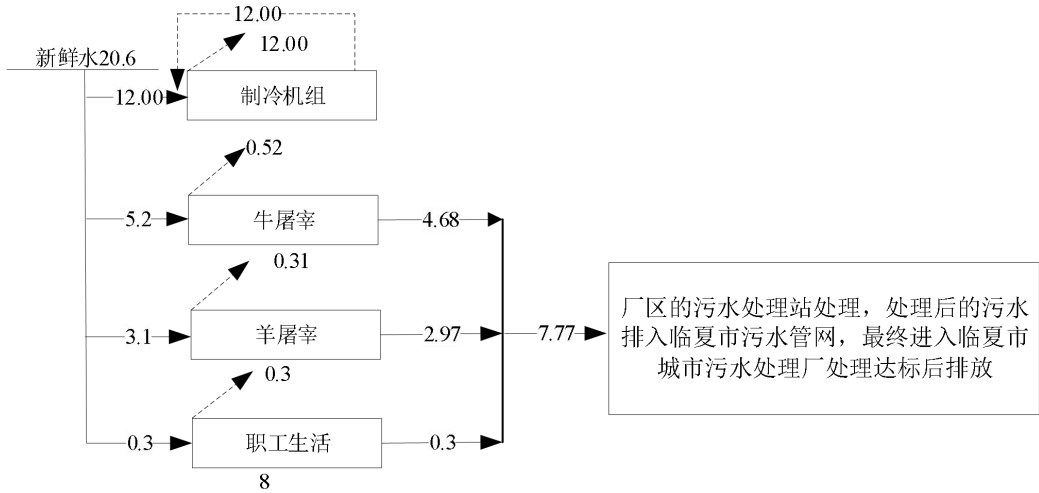 12.00
12.00
新鲜水20.6
12.00
制冷机组
0.52
5.2
牛屠宰
4.68
0.31
3.1
羊屠宰
2.97
7.77
厂区的污水处理站处理，处理后的污水
排入临夏市污水管网，最终进入临夏市
城市污水处理厂处理达标后排放
0.3
0.3
职工生活
0.3
8